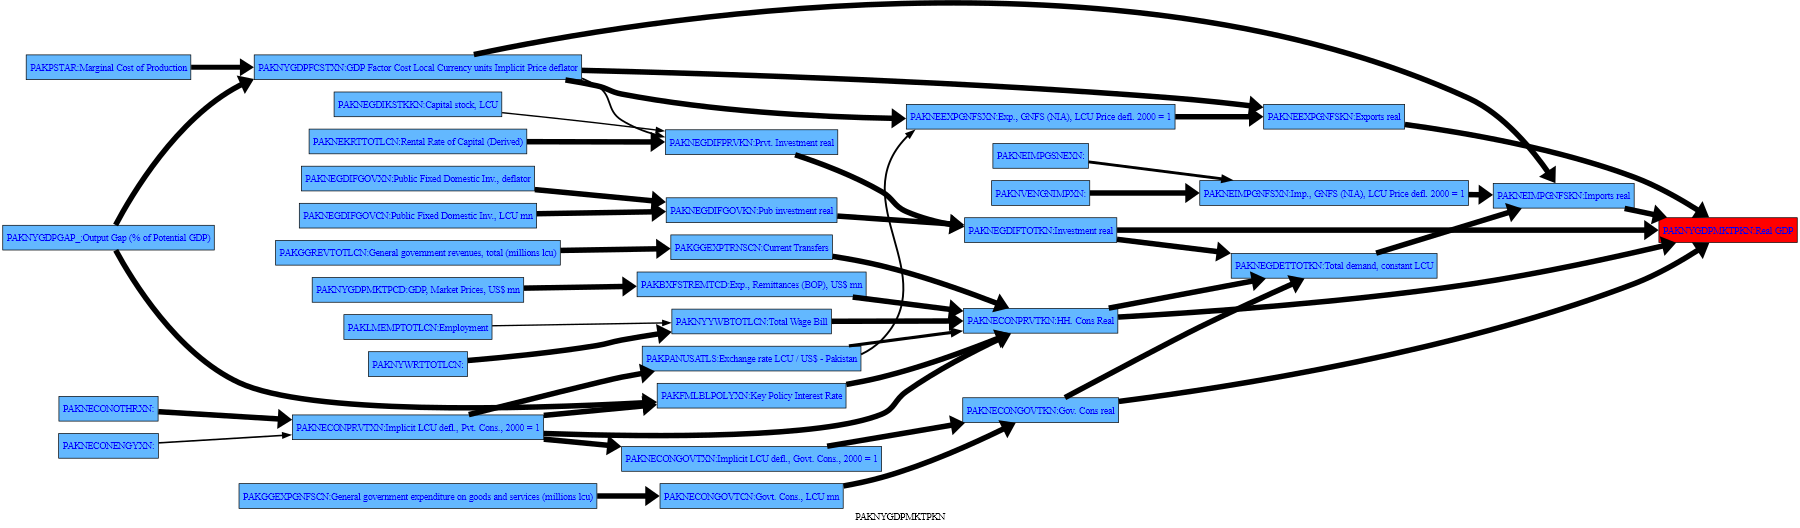 PAKPSTAR:Marginal Cost of Production
PAKNYGDPFCSTXN:GDP Factor Cost Local Currency units Implicit Price deflator
PAKNEGDIKSTKKN:Capital stock, LCU
PAKNEEXPGNFSXN:Exp., GNFS (NIA), LCU Price defl. 2000 = 1
PAKNEEXPGNFSKN:Exports real
PAKNEKRTTOTLCN:Rental Rate of Capital (Derived)
PAKNEGDIFPRVKN:Prvt. Investment real
PAKNEIMPGSNEXN:
PAKNEGDIFGOVXN:Public Fixed Domestic Inv., deflator
PAKNVENGNIMPXN:
PAKNEIMPGNFSXN:Imp., GNFS (NIA), LCU Price defl. 2000 = 1
PAKNEIMPGNFSKN:Imports real
PAKNEGDIFGOVCN:Public Fixed Domestic Inv., LCU mn
PAKNEGDIFGOVKN:Pub investment real
PAKNYGDPGAP_:Output Gap (% of Potential GDP)
PAKNEGDIFTOTKN:Investment real
PAKNYGDPMKTPKN:Real GDP
PAKGGREVTOTLCN:General government revenues, total (millions lcu)
PAKGGEXPTRNSCN:Current Transfers
PAKNEGDETTOTKN:Total demand, constant LCU
PAKNYGDPMKTPCD:GDP, Market Prices, US$ mn
PAKBXFSTREMTCD:Exp., Remittances (BOP), US$ mn
PAKLMEMPTOTLCN:Employment
PAKNYYWBTOTLCN:Total Wage Bill
PAKNECONPRVTKN:HH. Cons Real
PAKNYWRTTOTLCN:
PAKPANUSATLS:Exchange rate LCU / US$ - Pakistan
PAKFMLBLPOLYXN:Key Policy Interest Rate
PAKNECONOTHRXN:
PAKNECONGOVTKN:Gov. Cons real
PAKNECONPRVTXN:Implicit LCU defl., Pvt. Cons., 2000 = 1
PAKNECONENGYXN:
PAKNECONGOVTXN:Implicit LCU defl., Govt. Cons., 2000 = 1
PAKGGEXPGNFSCN:General government expenditure on goods and services (millions lcu)
PAKNECONGOVTCN:Govt. Cons., LCU mn
PAKNYGDPMKTPKN